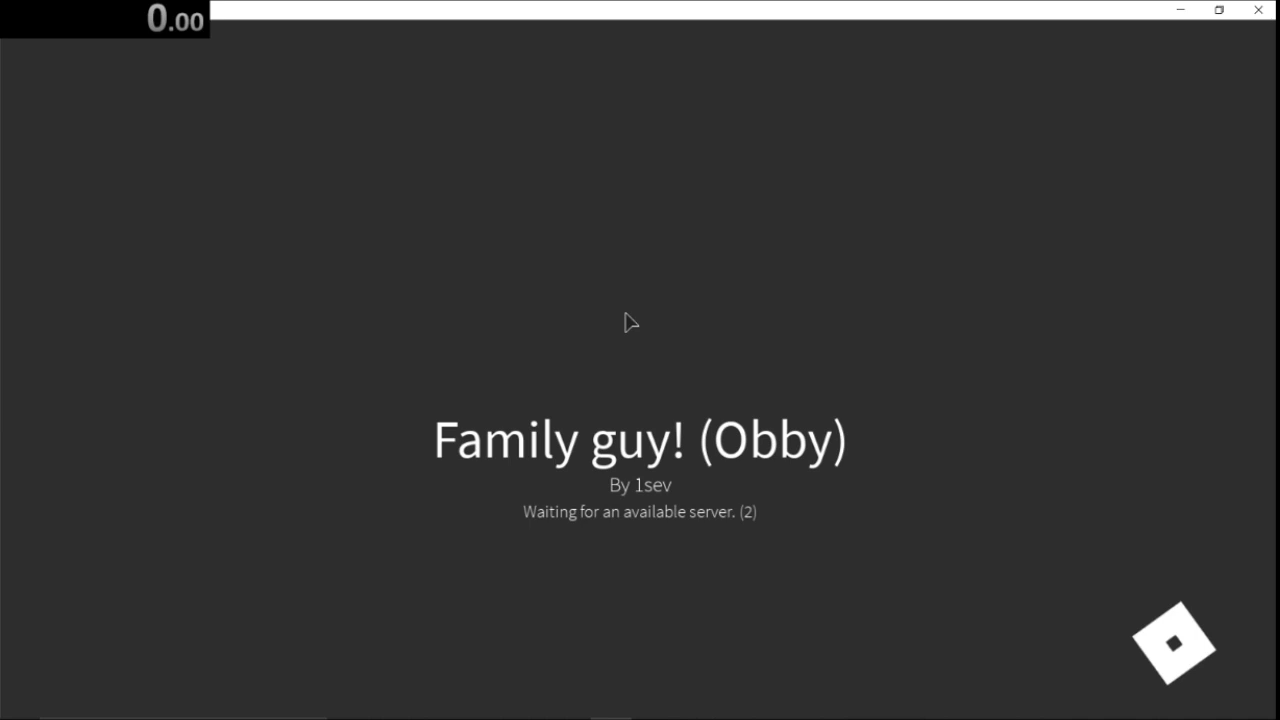 0.00
Family guy! (Obby)
By 1sev
Waiting for an available server. (2)